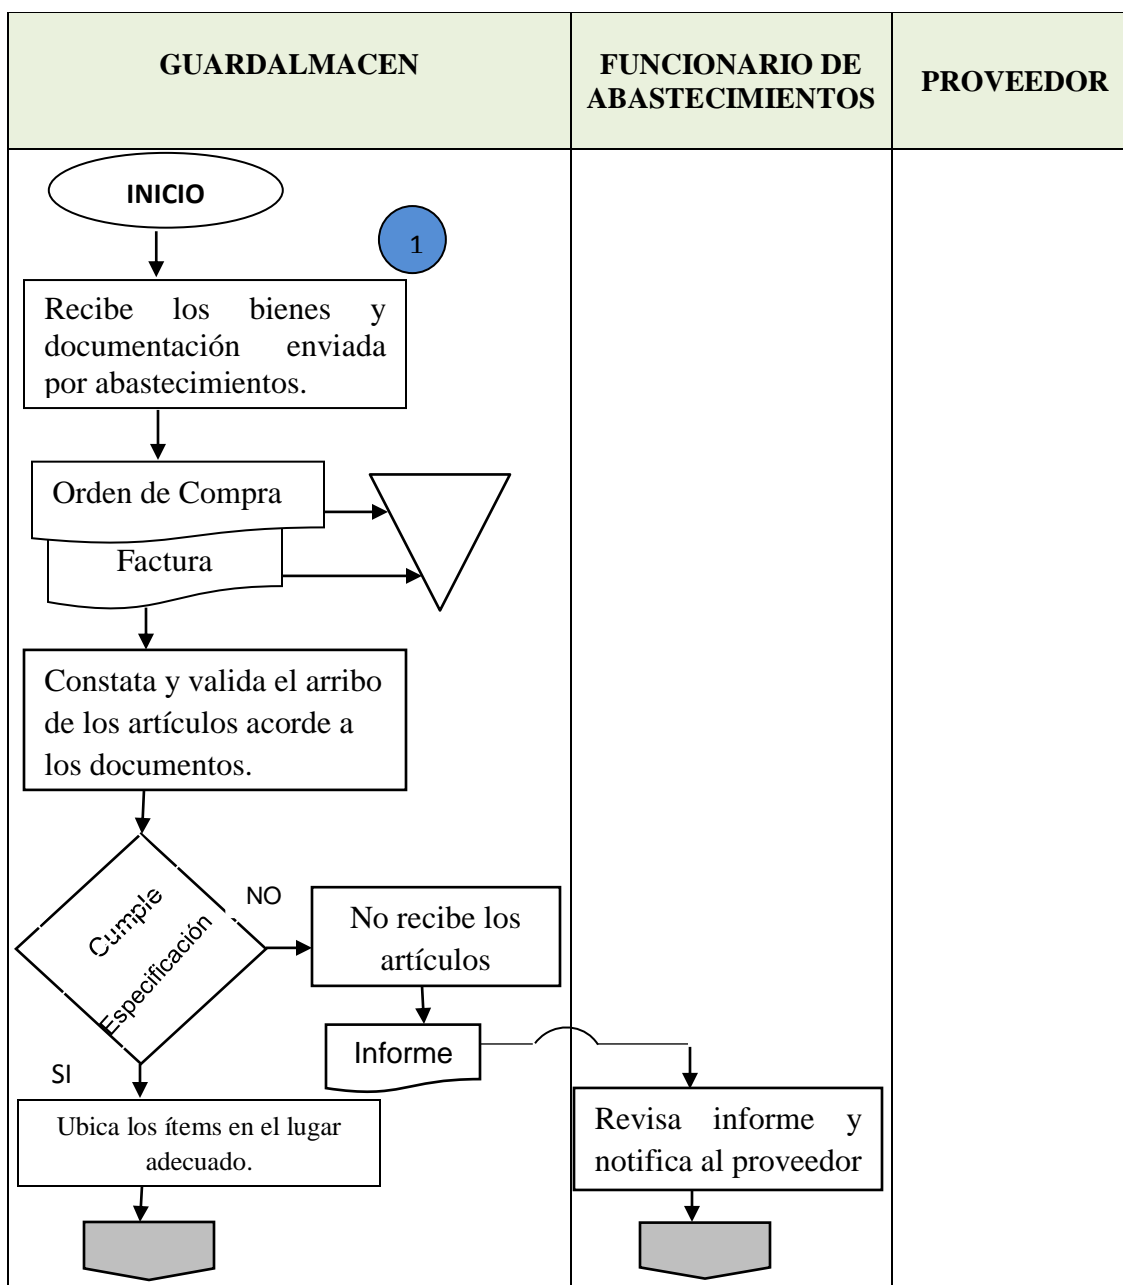 GUARDALMACEN
FUNCIONARIO DE
ABASTECIMIENTOS
PROVEEDOR
INICIO
1
Recibe los bienes y
documentación enviada
por abastecimientos.
Orden de Compra
Factura
Constata y valida el arribo
de los artículos acorde a
los documentos.
Cumple
Especificación
NO
No recibe los
artículos
Informe
SI
Ubica los ítems en el lugar
adecuado.
Revisa informe y
notifica al proveedor